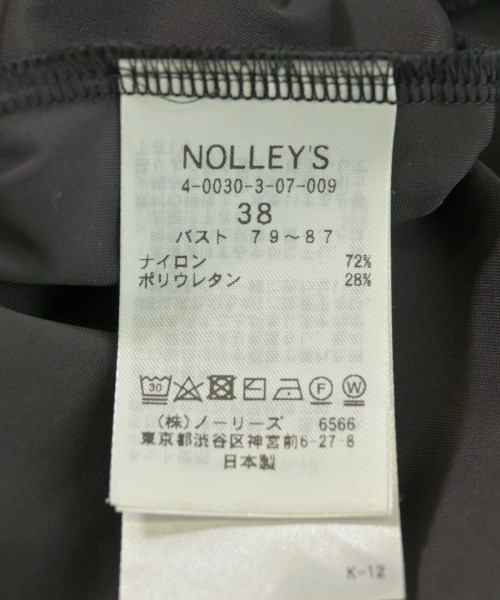 NOLLEY'S
4-0030-3-07-009
38
バスト 79～87
ナイロン 72%
ポリウレタン 28%
30 F W
(株)ノーリーズ 6566
東京都渋谷区神宮前6-27-8
日本製
K-12